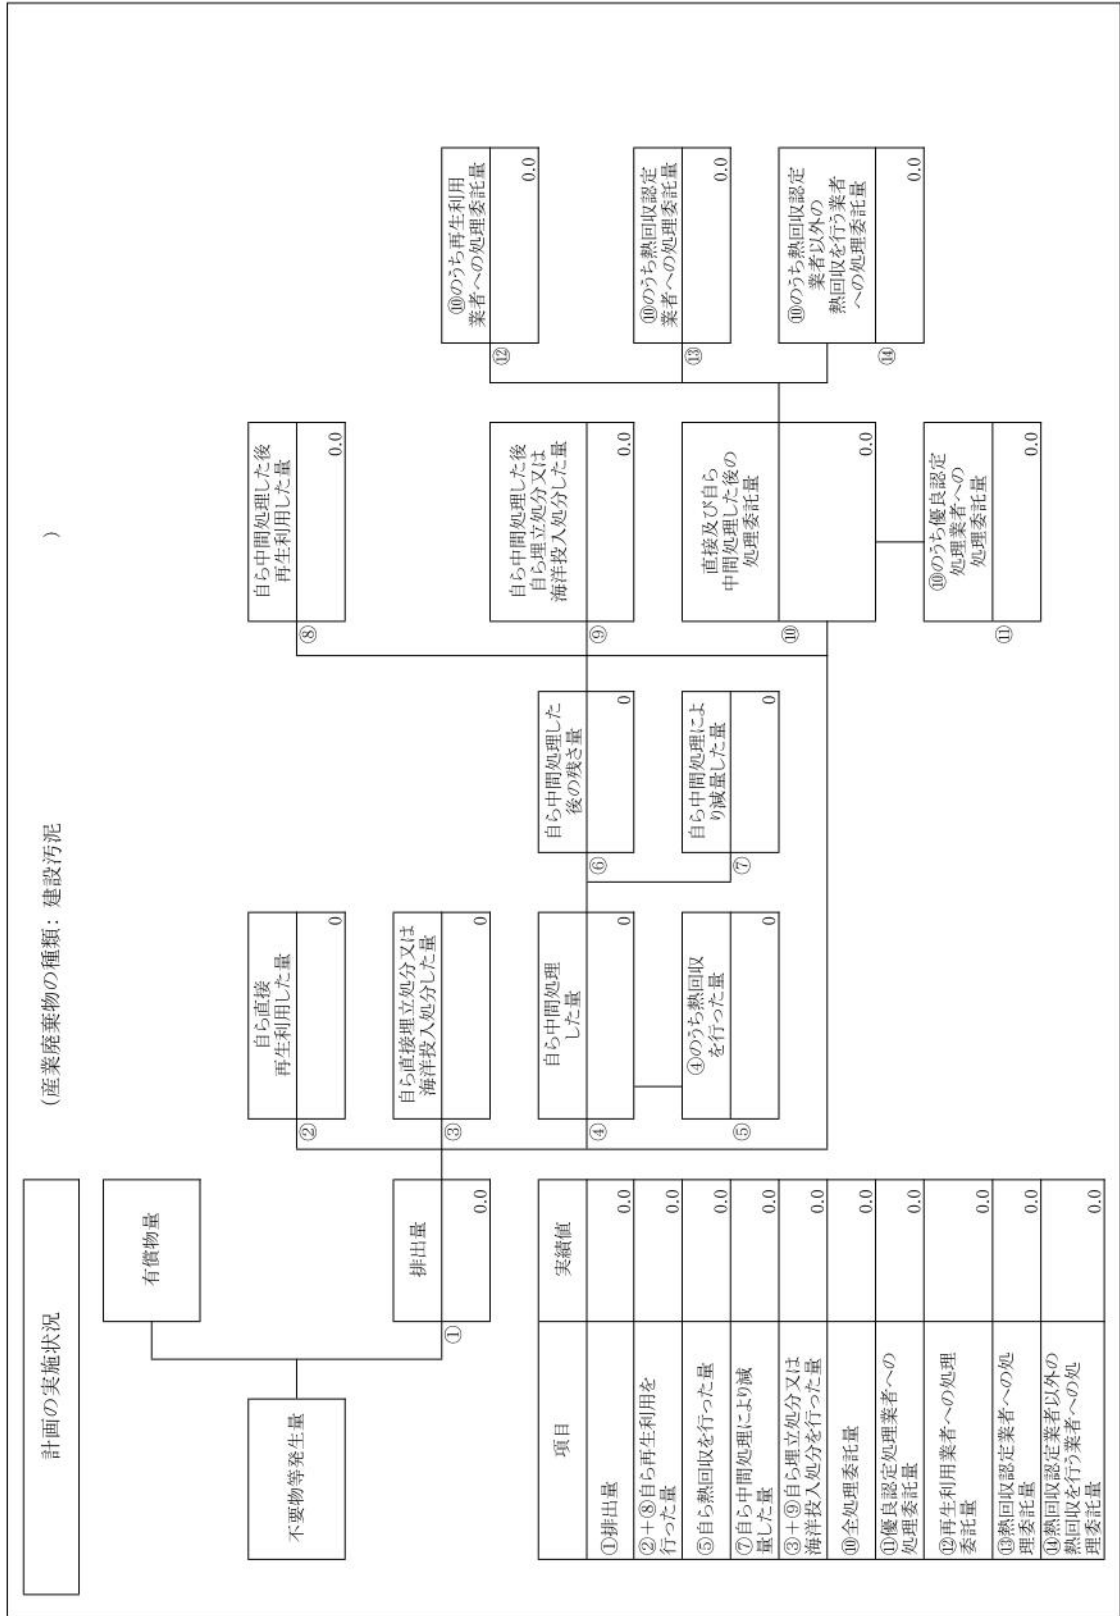 計画の実施状況
(産業廃棄物の種類：建設汚泥
)
不要物等発生量
有償物量
①
排出量
0.0
②
自ら直接
再生利用した量
0
③
自ら直接埋立処分又は
海洋投入処分した量
0
④
自ら中間処理
した量
0
⑤
④のうち熱回収
を行った量
0
⑥
自ら中間処理した
後の残さ量
0
⑦
自ら中間処理によ
り減量した量
0
⑧
自ら中間処理した後
再生利用した量
0.0
⑨
自ら中間処理した後
自ら埋立処分又は
海洋投入処分した量
0.0
⑩
直接及び自ら
中間処理した後の
処理委託量
0.0
⑪
⑩のうち優良認定
処理業者への
処理委託量
0.0
⑫
⑩のうち再生利用
業者への処理委託量
0.0
⑬
⑩のうち熱回収認定
業者への処理委託量
0.0
⑭
⑩のうち熱回収認定
業者以外の
熱回収を行う業者
への処理委託量
0.0
項目
実績値
①排出量
0.0
②＋⑧自ら再生利用を
行った量
0.0
⑤自ら熱回収を行った量
0.0
⑦自ら中間処理により減
量した量
0.0
③＋⑨自ら埋立処分又は
海洋投入処分を行った量
0.0
⑩全処理委託量
0.0
⑪優良認定処理業者への
処理委託量
0.0
⑫再生利用業者への処理
委託量
0.0
⑬熱回収認定業者への処
理委託量
0.0
⑭熱回収認定業者以外の
熱回収を行う業者への処
理委託量
0.0